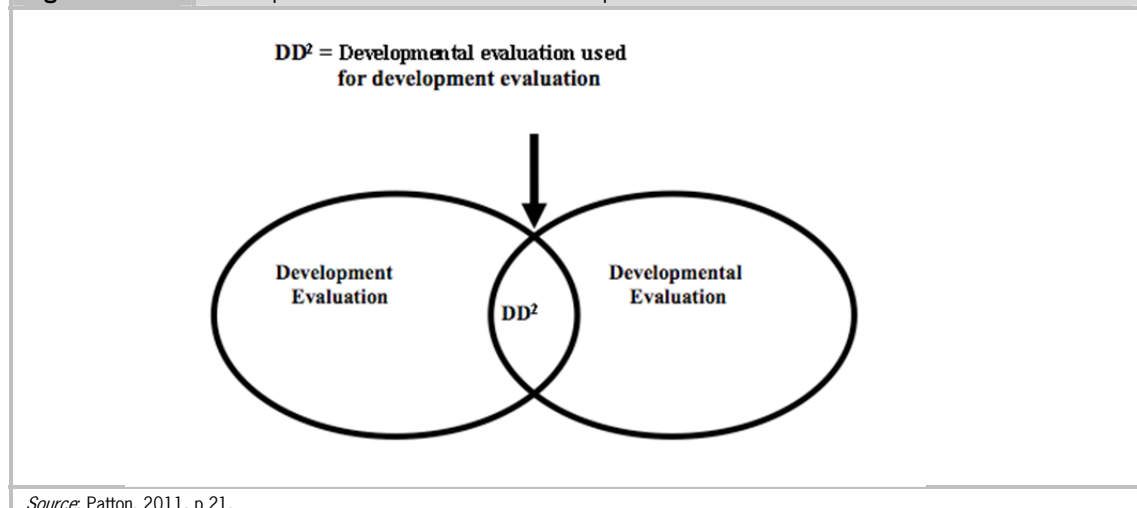 DD² = Developmental evaluation used
for development evaluation
Development
Evaluation
Developmental
Evaluation
DD²
Source: Patton, 2011, p.21.